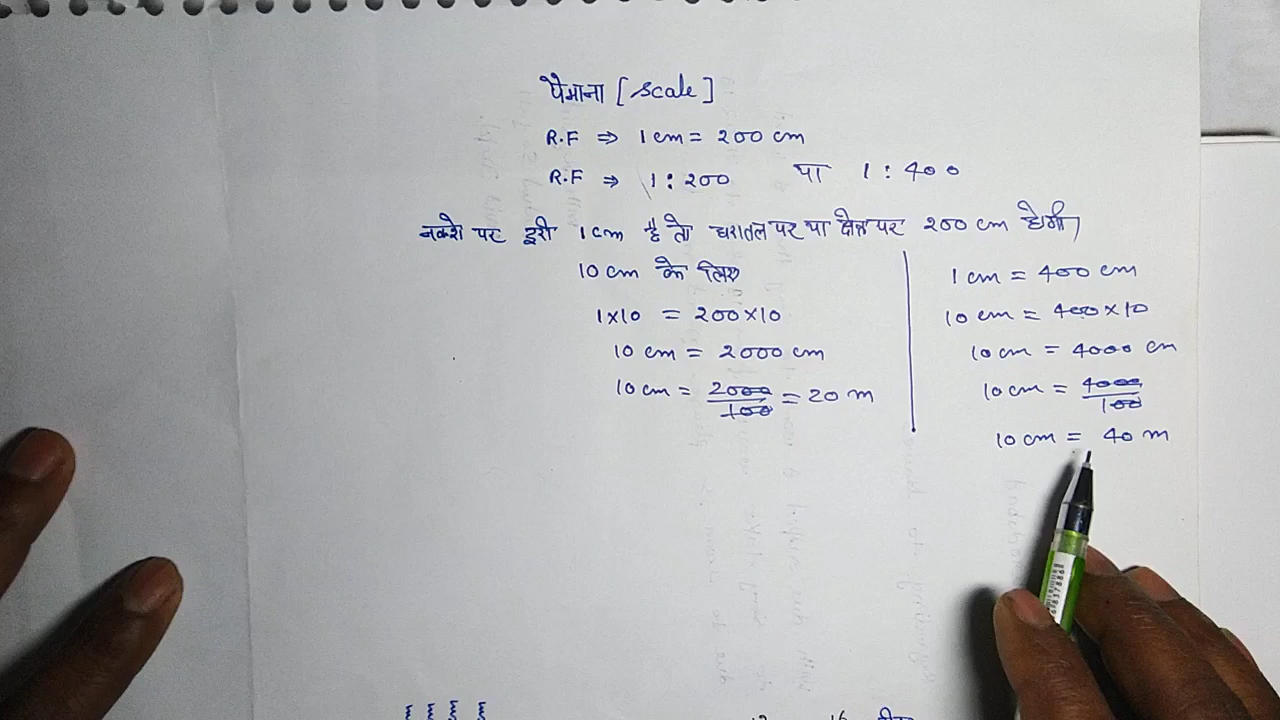 पैमाना [Scale]
R.F ⇒ 1 cm = 200 cm
R.F ⇒ 1 : 200 या 1 : 400
नक्शे पर दूरी 1cm है तो धरातल पर या क्षेत्र पर 200 cm होगी।
10 cm के लिए
1×10 = 200×10
10 cm = 2000 cm
10 cm = 2000/100 = 20 m
1 cm = 400 cm
10 cm = 400×10
10 cm = 4000 cm
10 cm = 4000/100
10 cm = 40 m